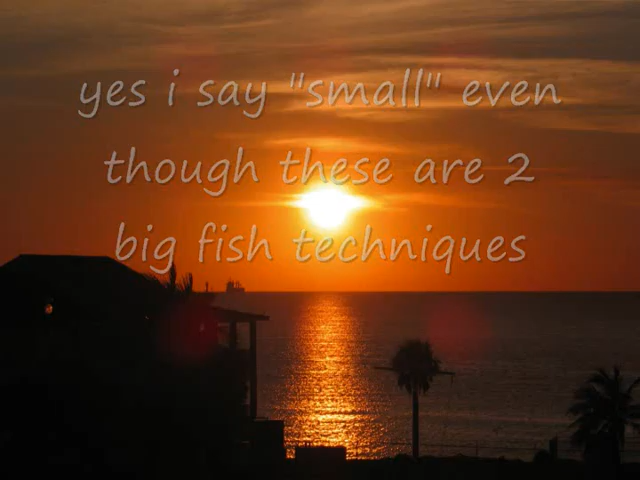 yes i say "small" even
though these are 2
big fish techniques